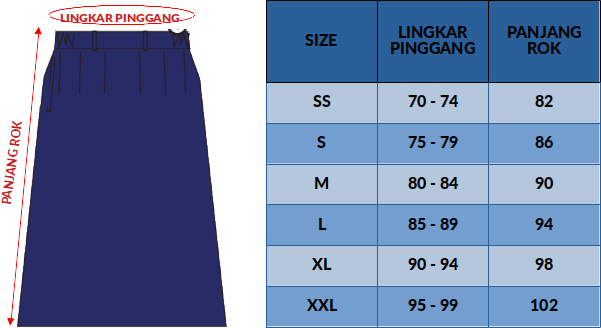 LINGKAR PINGGANG
PANJANG ROK
SIZE LINGKAR PINGGANG PANJANG ROK
SS 70 - 74 82
S 75 - 79 86
M 80 - 84 90
L 85 - 89 94
XL 90 - 94 98
XXL 95 - 99 102